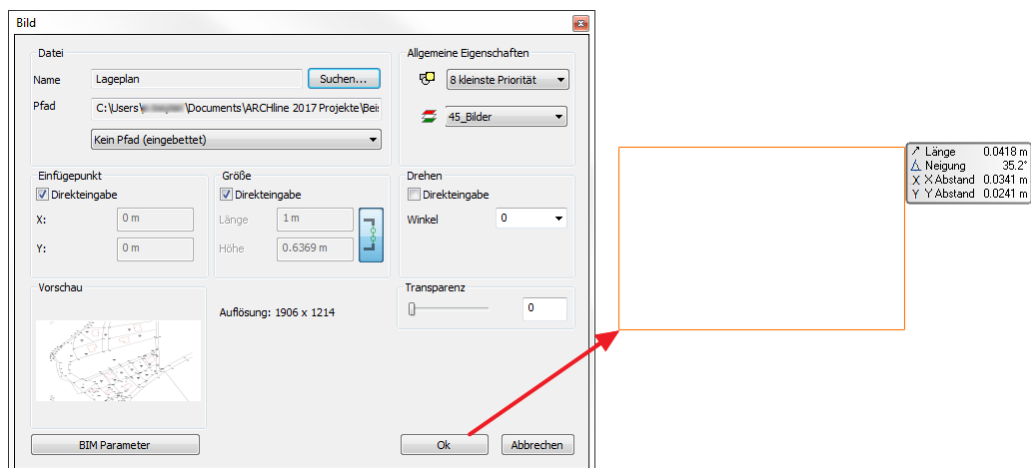 Bild
Datei
Name Lageplan Suchen...
Pfad C:\Users\ \Documents\ARCHline 2017 Projekte\Bei
Kein Pfad (eingebettet)
Allgemeine Eigenschaften
8 kleinste Priorität
45_Bilder
Einfügepunkt
Direkteingabe
X: 0 m
Y: 0 m
Größe
Direkteingabe
Länge 1 m
Höhe 0.6369 m
Drehen
Direkteingabe
Winkel 0
Vorschau
Auflösung: 1906 x 1214
Transparenz
0
BIM Parameter Ok Abbrechen
Länge 0.0418 m
Neigung 35.2°
X X Abstand 0.0341 m
Y Y Abstand 0.0241 m